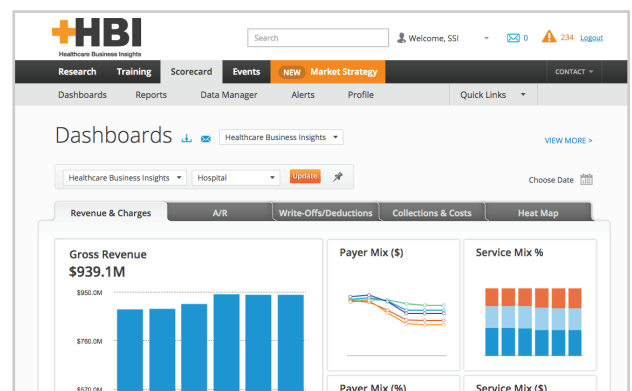 HBI
Healthcare Business Insights
Search
Welcome, SSI
0
234 Logout
Research Training Scorecard Events NEW Market Strategy CONTACT
Dashboards Reports Data Manager Alerts Profile Quick Links
Dashboards Healthcare Business Insights VIEW MORE >
Healthcare Business Insights Hospital Update Choose Date
Revenue & Charges A/R Write-Offs/Deductions Collections & Costs Heat Map
Gross Revenue Payer Mix ($) Service Mix %
$939.1M
$950.0M
$760.0M
$570.0M Payer Mix (%) Service Mix ($)